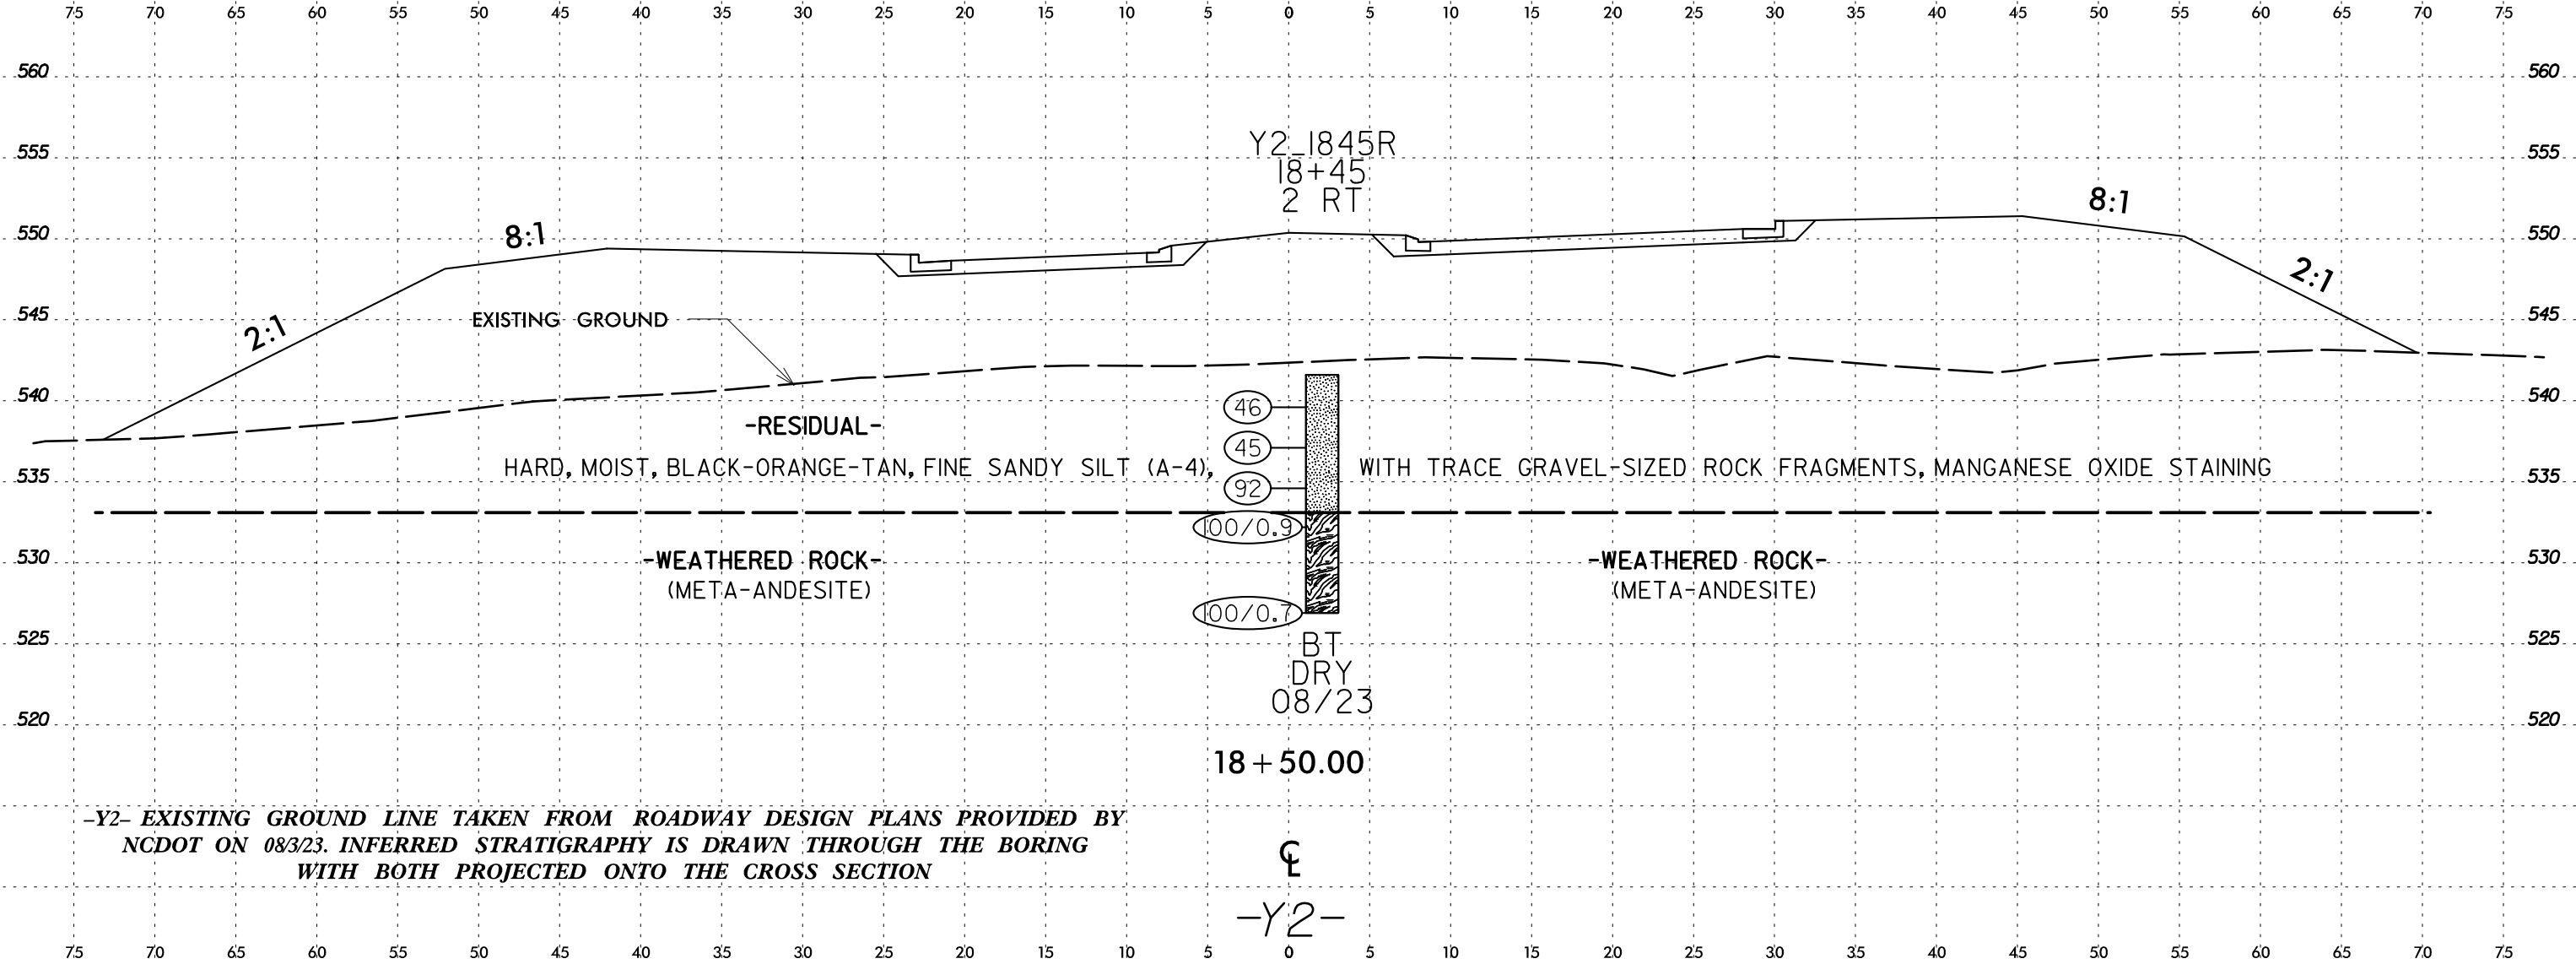 75 70 65 60 55 50 45 40 35 30 25 20 15 10 5 0 5 10 15 20 25 30 35 40 45 50 55 60 65 70 75
560 560
Y2_1845R
555 555
18+45
2 RT
8:1 8:1
550 550
2:1 2:1
545 EXISTING GROUND 545
540 540
46
-RESIDUAL-
45
HARD, MOIST, BLACK-ORANGE-TAN, FINE SANDY SILT (A-4), WITH TRACE GRAVEL-SIZED ROCK FRAGMENTS, MANGANESE OXIDE STAINING
535 535
92
100/0.9
530 -WEATHERED ROCK- -WEATHERED ROCK- 530
(META-ANDESITE) (META-ANDESITE)
100/0.7
525 525
BT
DRY
08/23
520 520
18+50.00
-Y2- EXISTING GROUND LINE TAKEN FROM ROADWAY DESIGN PLANS PROVIDED BY
NCDOT ON 08/3/23. INFERRED STRATIGRAPHY IS DRAWN THROUGH THE BORING
WITH BOTH PROJECTED ONTO THE CROSS SECTION
℄
-Y2-
75 70 65 60 55 50 45 40 35 30 25 20 15 10 5 0 5 10 15 20 25 30 35 40 45 50 55 60 65 70 75